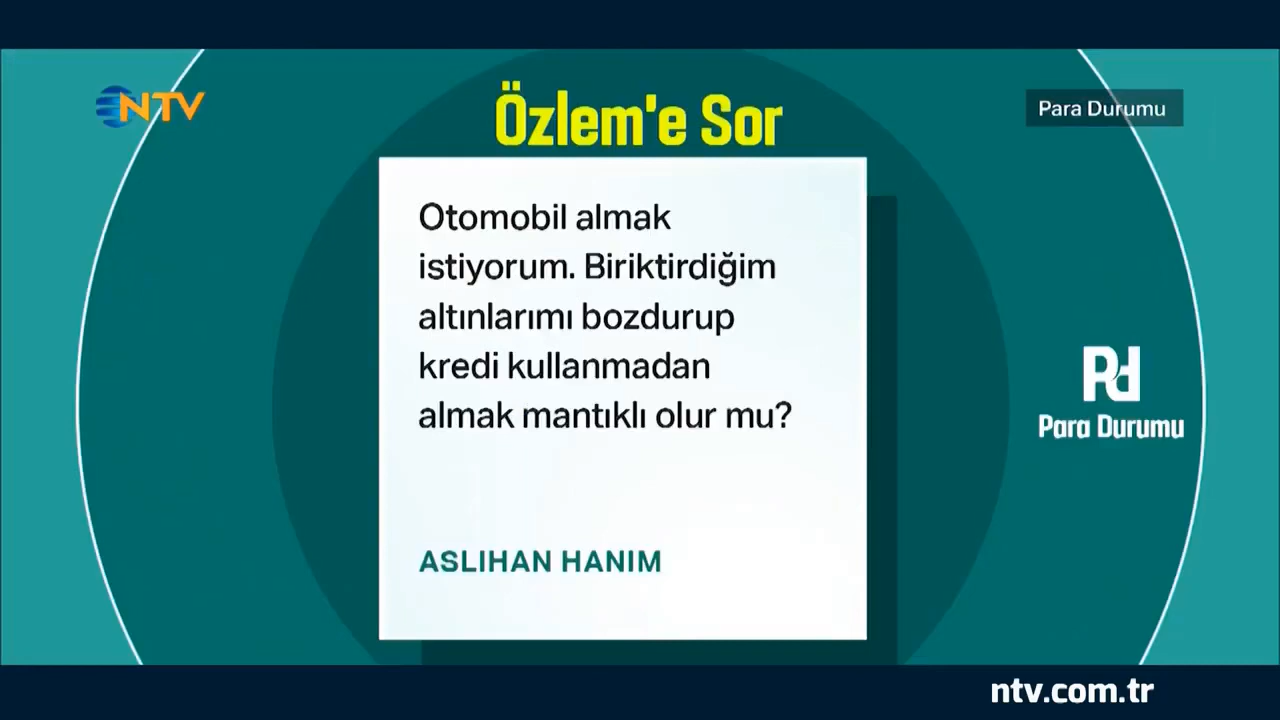 NTV
Özlem'e Sor
Para Durumu
Otomobil almak
istiyorum. Biriktirdiğim
altınlarımı bozdurup
kredi kullanmadan
almak mantıklı olur mu?
ASLIHAN HANIM
Pd
Para Durumu
ntv.com.tr